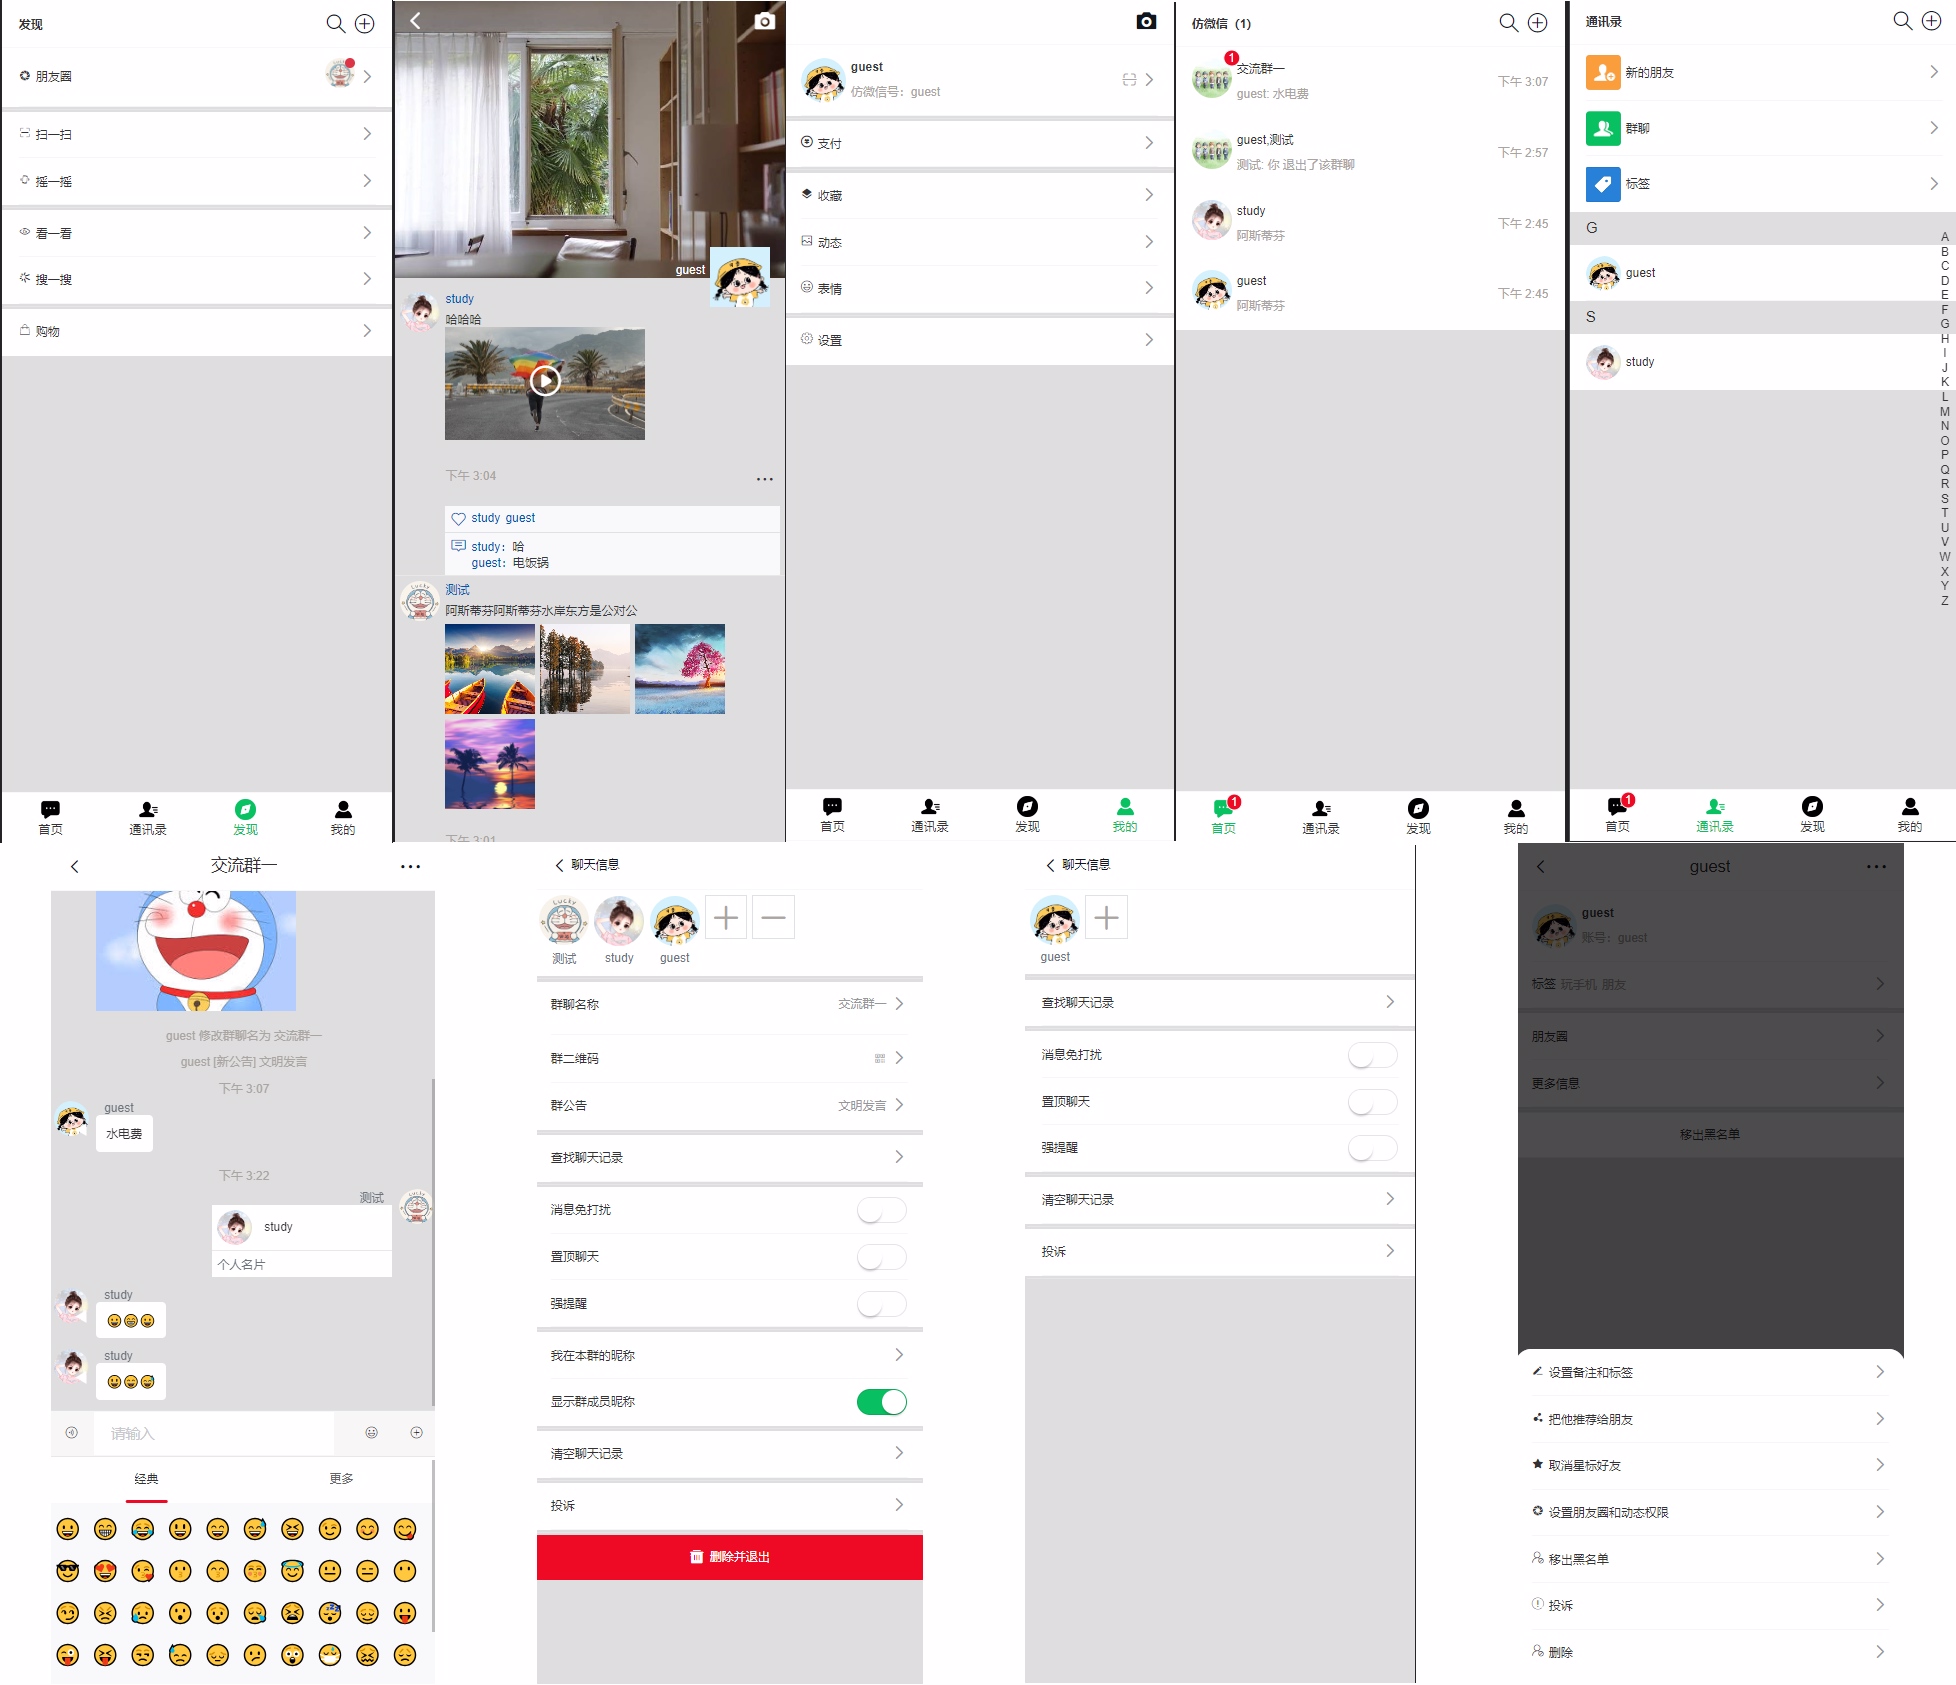 发现
朋友圈
扫一扫
摇一摇
看一看
搜一搜
购物
首页
通讯录
发现
我的
guest
study
哈哈哈
下午 3:04
study guest
study：哈
guest：电饭锅
测试
阿斯蒂芬阿斯蒂芬水岸东方是公对公
下午 3:01
guest
仿微信号：guest
支付
收藏
动态
表情
设置
首页
通讯录
发现
我的
仿微信（1）
1
交流群一
下午 3:07
guest: 水电费
guest,测试
下午 2:57
测试: 你 退出了该群聊
study
下午 2:45
阿斯蒂芬
guest
下午 2:45
阿斯蒂芬
1
首页
通讯录
发现
我的
通讯录
新的朋友
群聊
标签
G
guest
S
study
A
B
C
D
E
F
G
H
I
J
K
L
M
N
O
P
Q
R
S
T
U
V
W
X
Y
Z
1
首页
通讯录
发现
我的
交流群一
guest 修改群聊名为 交流群一
guest [新公告] 文明发言
下午 3:07
guest
水电费
下午 3:22
测试
study
个人名片
study
study
请输入
经典
更多
聊天信息
Lucky
测试
study
guest
群聊名称
交流群一
群二维码
群公告
文明发言
查找聊天记录
消息免打扰
置顶聊天
强提醒
我在本群的昵称
显示群成员昵称
清空聊天记录
投诉
删除并退出
聊天信息
guest
查找聊天记录
消息免打扰
置顶聊天
强提醒
清空聊天记录
投诉
guest
guest
账号：guest
标签 玩手机 朋友
朋友圈
更多信息
移出黑名单
设置备注和标签
把他推荐给朋友
取消星标好友
设置朋友圈和动态权限
移出黑名单
投诉
删除